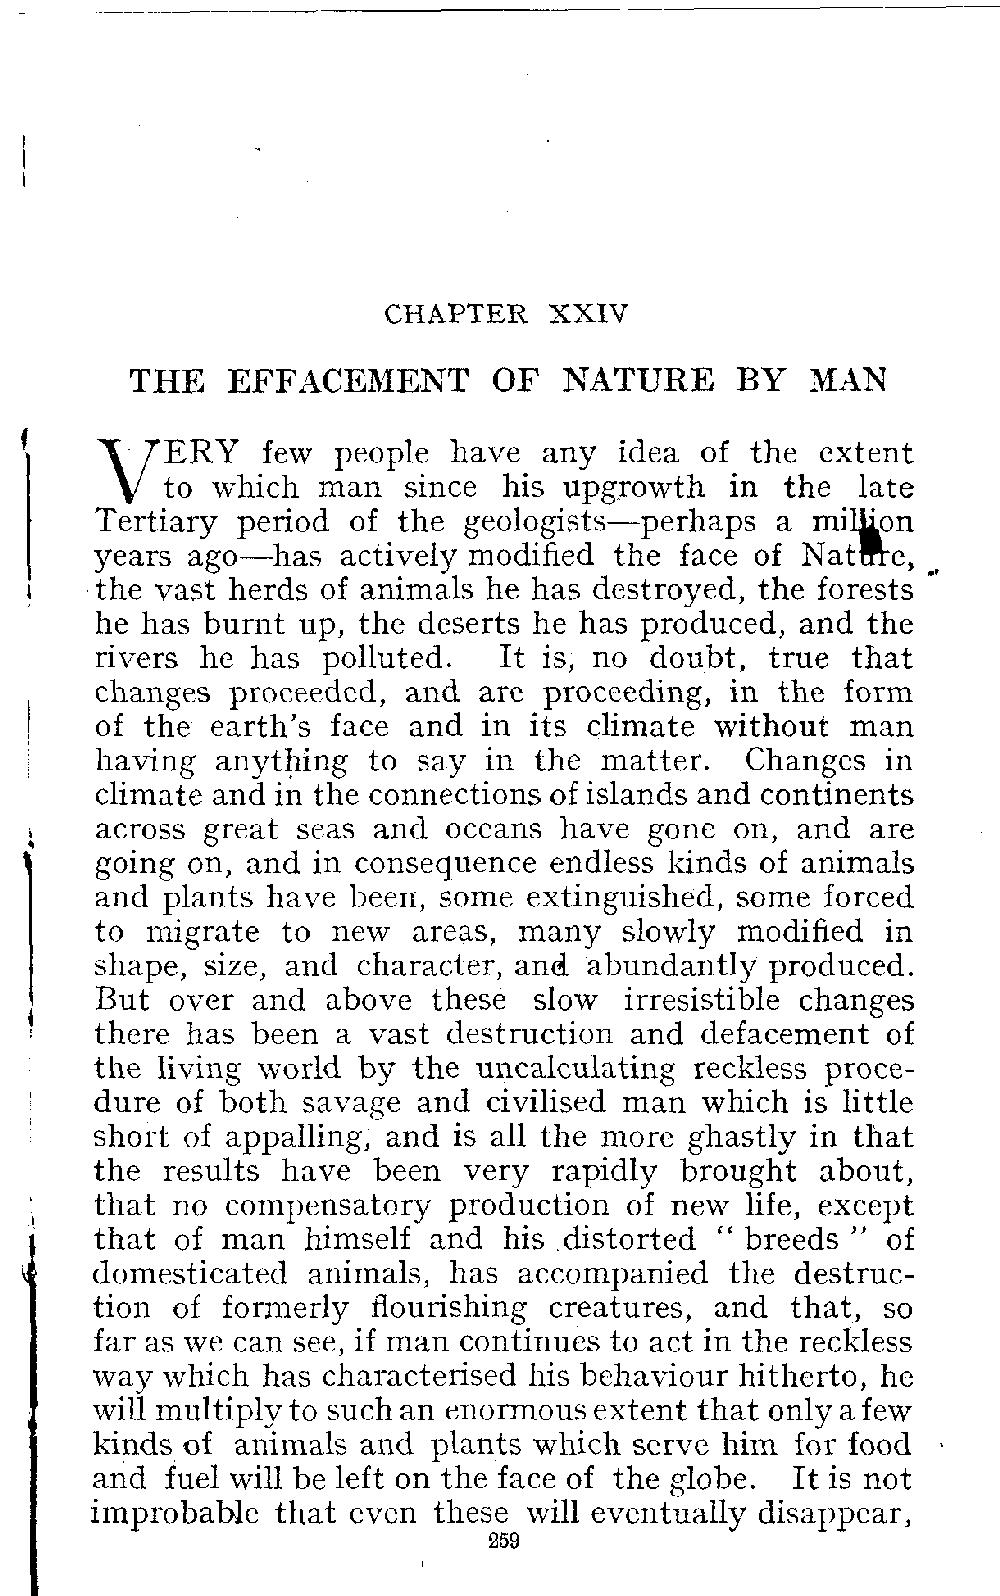 CHAPTER XXIV
THE EFFACEMENT OF NATURE BY MAN
VERY few people have any idea of the extent
to which man since his upgrowth in the late
Tertiary period of the geologists—perhaps a million
years ago—has actively modified the face of Nature,
the vast herds of animals he has destroyed, the forests
he has burnt up, the deserts he has produced, and the
rivers he has polluted. It is, no doubt, true that
changes proceeded, and are proceeding, in the form
of the earth's face and in its climate without man
having anything to say in the matter. Changes in
climate and in the connections of islands and continents
across great seas and oceans have gone on, and are
going on, and in consequence endless kinds of animals
and plants have been, some extinguished, some forced
to migrate to new areas, many slowly modified in
shape, size, and character, and abundantly produced.
But over and above these slow irresistible changes
there has been a vast destruction and defacement of
the living world by the uncalculating reckless proce-
dure of both savage and civilised man which is little
short of appalling, and is all the more ghastly in that
the results have been very rapidly brought about,
that no compensatory production of new life, except
that of man himself and his distorted “ breeds ” of
domesticated animals, has accompanied the destruc-
tion of formerly flourishing creatures, and that, so
far as we can see, if man continues to act in the reckless
way which has characterised his behaviour hitherto, he
will multiply to such an enormous extent that only a few
kinds of animals and plants which serve him for food
and fuel will be left on the face of the globe. It is not
improbable that even these will eventually disappear,
259